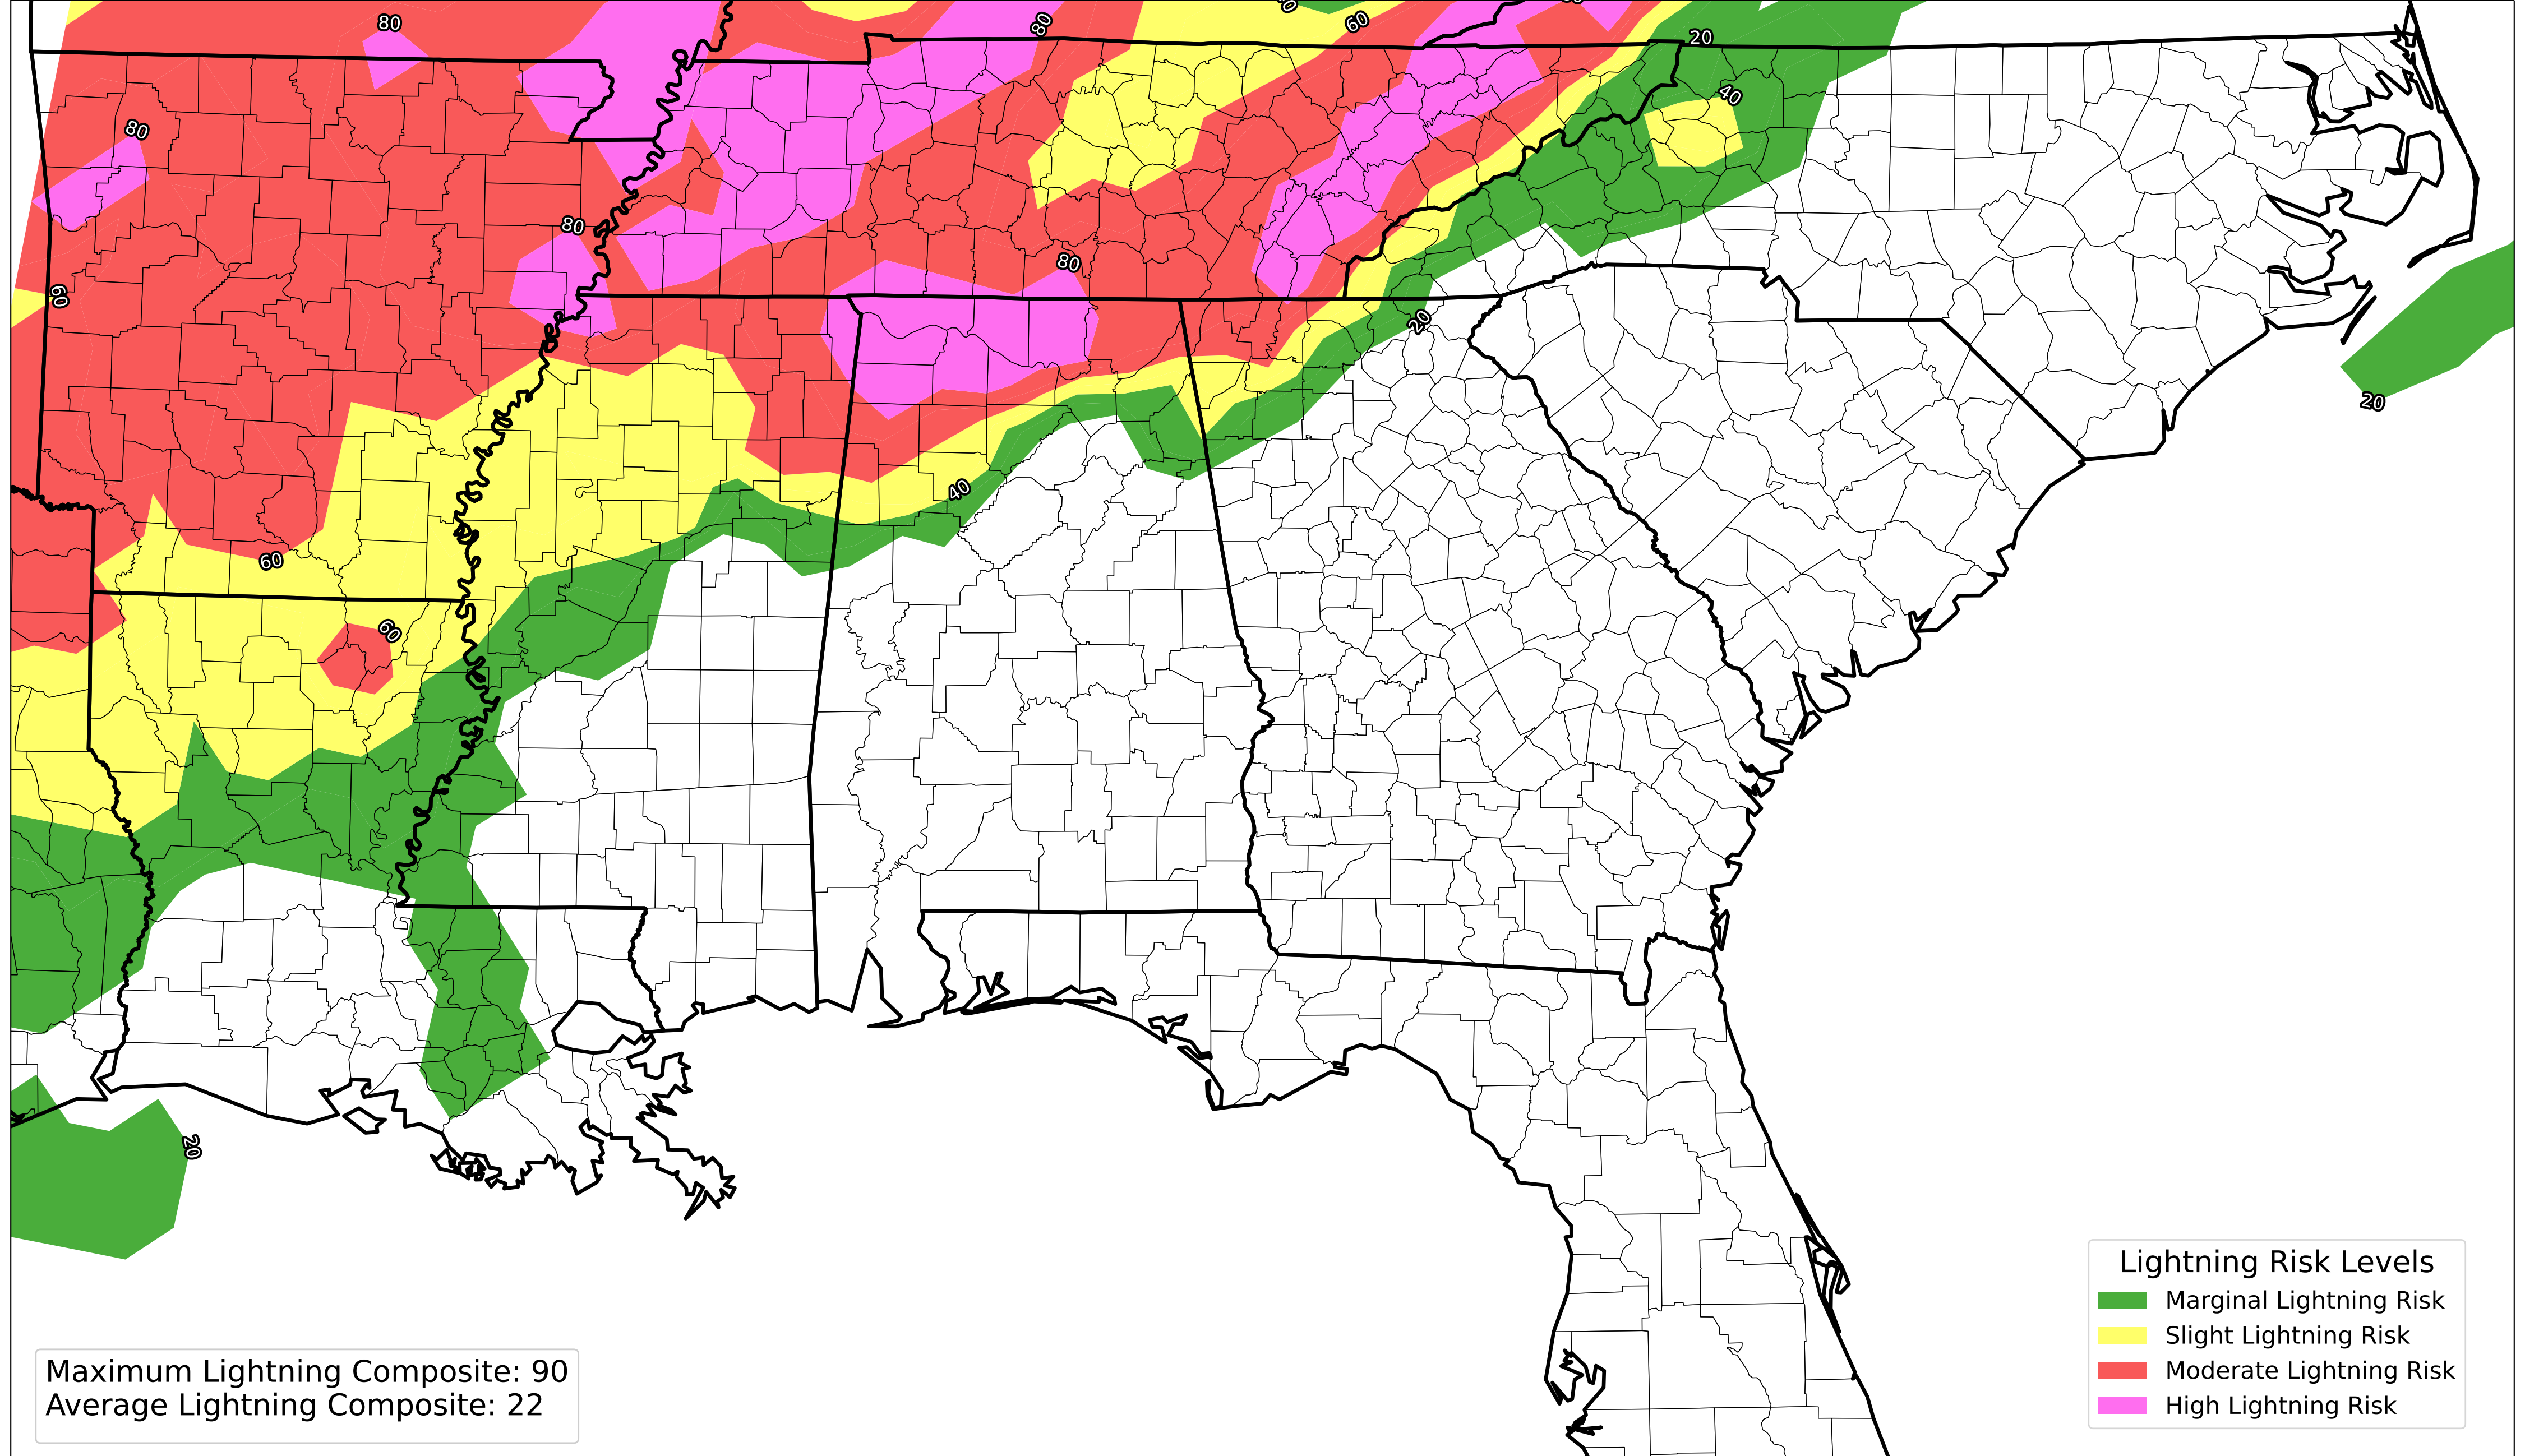 80
80
60
20
40
80
80
60
80
20
20
40
60
60
20
Lightning Risk Levels
Marginal Lightning Risk
Slight Lightning Risk
Moderate Lightning Risk
High Lightning Risk
Maximum Lightning Composite: 90
Average Lightning Composite: 22